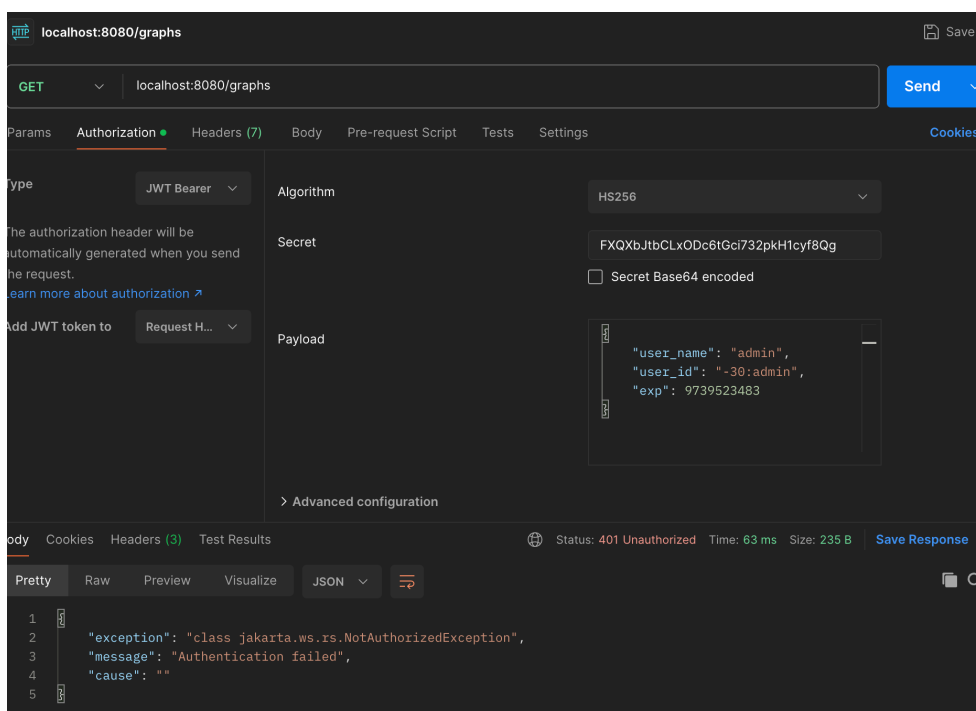 HTTP localhost:8080/graphs Save
GET localhost:8080/graphs Send
Params Authorization Headers (7) Body Pre-request Script Tests Settings Cookies
Type JWT Bearer
The authorization header will be
automatically generated when you send
the request.
Learn more about authorization ↗
Add JWT token to Request H...
Algorithm HS256
Secret FXQXbJtbCLxODc6tGci732pkH1cyf8Qg
Secret Base64 encoded
Payload
{
"user_name": "admin",
"user_id": "-30:admin",
"exp": 9739523483
}
Advanced configuration
ody Cookies Headers (3) Test Results Status: 401 Unauthorized Time: 63 ms Size: 235 B Save Response
Pretty Raw Preview Visualize JSON
1 {
2 "exception": "class jakarta.ws.rs.NotAuthorizedException",
3 "message": "Authentication failed",
4 "cause": ""
5 }